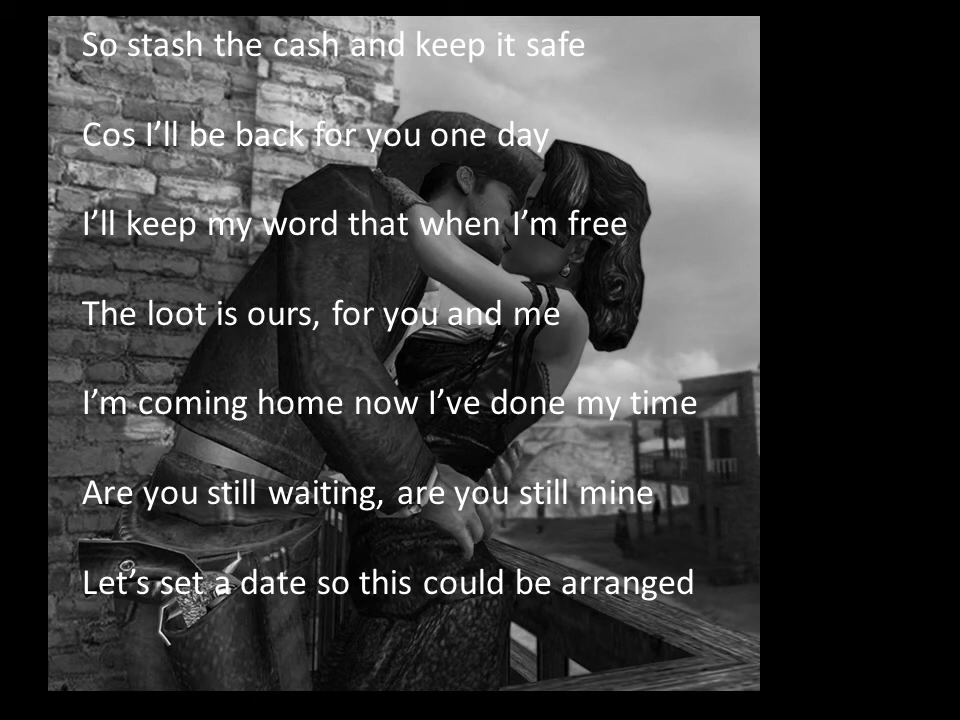 So stash the cash and keep it safe
Cos I’ll be back for you one day
I’ll keep my word that when I’m free
The loot is ours, for you and me
I’m coming home now I’ve done my time
Are you still waiting, are you still mine
Let’s set a date so this could be arranged